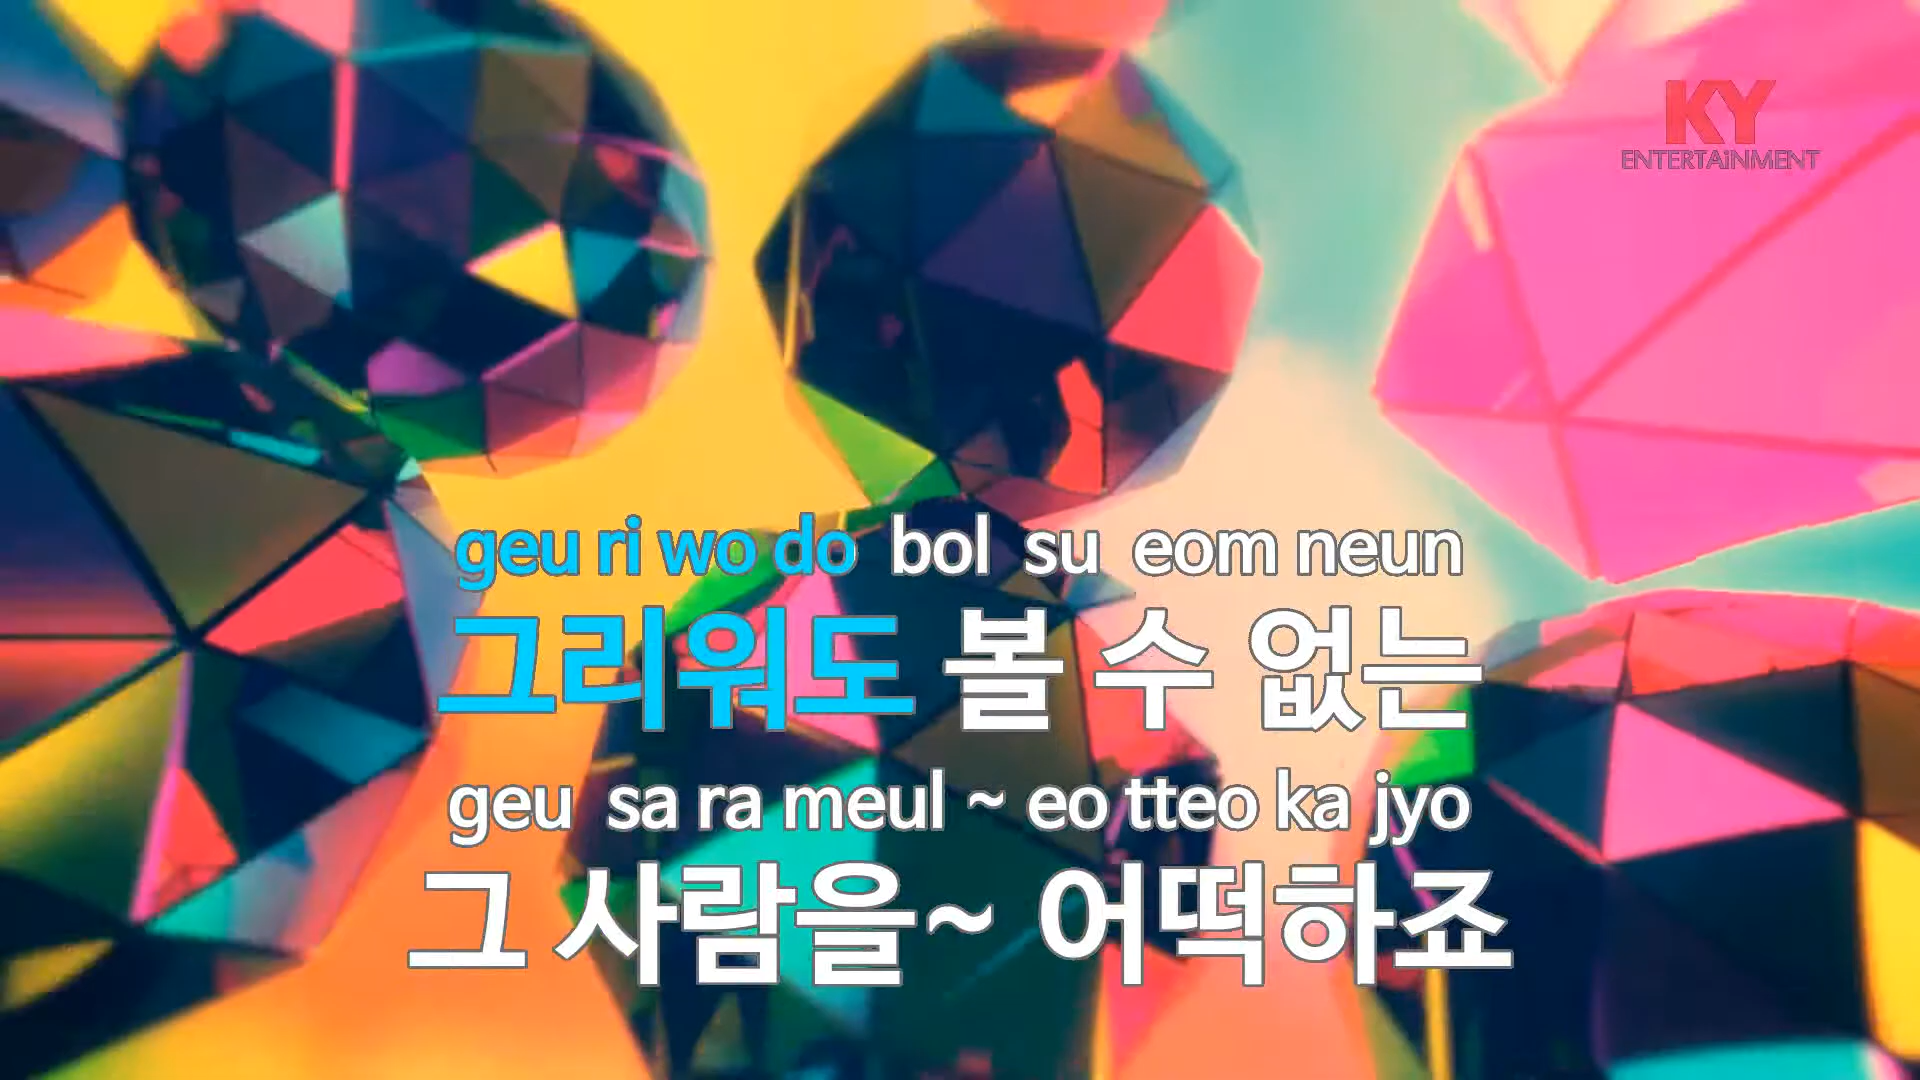 KY
ENTERTAiNMENT
geu ri wo do bol su eom neun
그리워도 볼 수 없는
geu sa ra meul ~ eo tteo ka jyo
그 사람을~ 어떡하죠